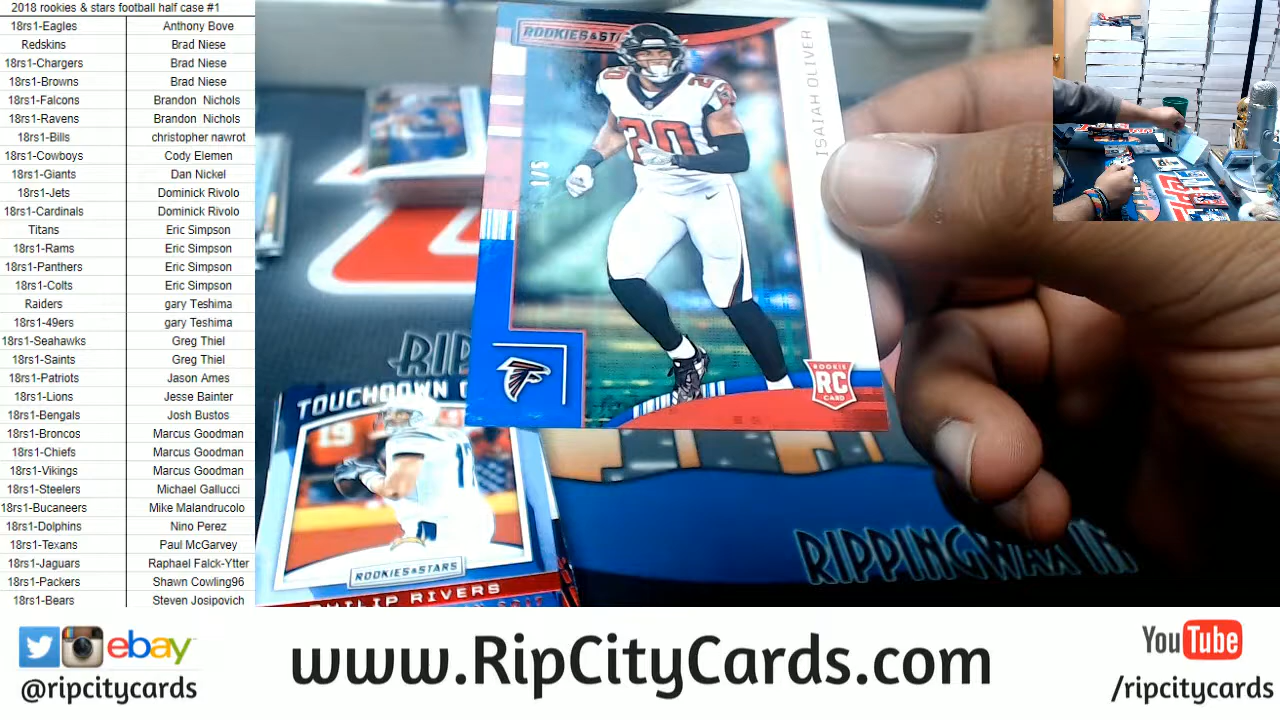 2018 rookies & stars football half case #1
18rs1-Eagles Anthony Bove
Redskins Brad Niese
18rs1-Chargers Brad Niese
18rs1-Browns Brad Niese
18rs1-Falcons Brandon Nichols
18rs1-Ravens Brandon Nichols
18rs1-Bills christopher nawrot
18rs1-Cowboys Cody Elemen
18rs1-Giants Dan Nickel
18rs1-Jets Dominick Rivolo
18rs1-Cardinals Dominick Rivolo
Titans Eric Simpson
18rs1-Rams Eric Simpson
18rs1-Panthers Eric Simpson
18rs1-Colts Eric Simpson
Raiders gary Teshima
18rs1-49ers gary Teshima
18rs1-Seahawks Greg Thiel
18rs1-Saints Greg Thiel
18rs1-Patriots Jason Ames
18rs1-Lions Jesse Bainter
18rs1-Bengals Josh Bustos
18rs1-Broncos Marcus Goodman
18rs1-Chiefs Marcus Goodman
18rs1-Vikings Marcus Goodman
18rs1-Steelers Michael Gallucci
18rs1-Bucaneers Mike Malandrucolo
18rs1-Dolphins Nino Perez
18rs1-Texans Paul McGarvey
18rs1-Jaguars Raphael Falck-Ytter
18rs1-Packers Shawn Cowling96
18rs1-Bears Steven Josipovich
ROOKIES & STARS
20
20
1/5
ISAIAH OLIVER
ROOKIE
RC
CARD
RIP
TOUCHDOWN
19
ROOKIES & STARS
PHILIP RIVERS
RIPPING WAX IN
ebay
@ripcitycards
www.RipCityCards.com
YouTube
/ripcitycards